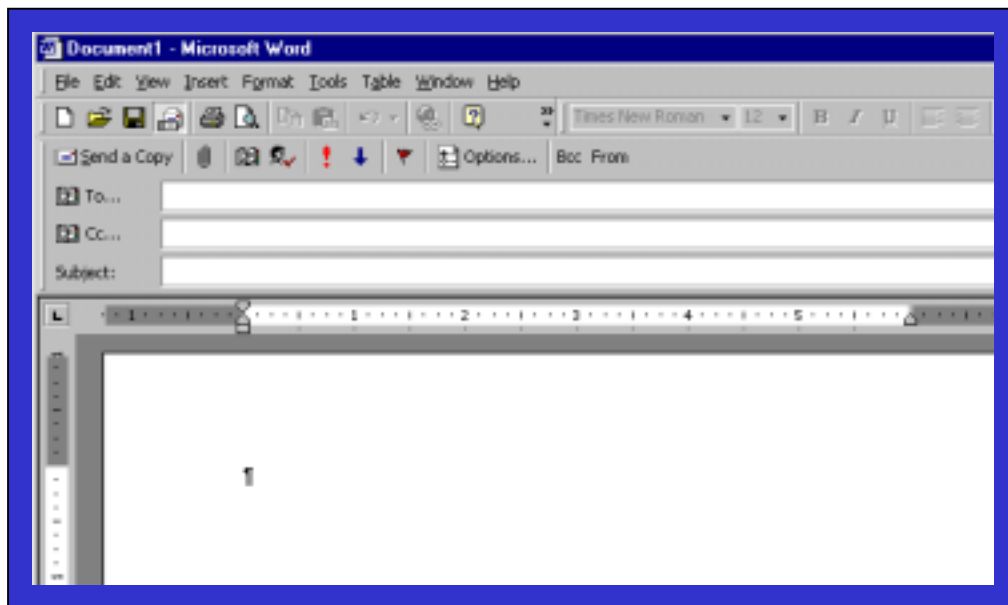 Document1 - Microsoft Word
File Edit View Insert Format Tools Table Window Help
Times New Roman 12 B I U
Send a Copy Options... Bcc From
To...
Cc...
Subject:
L 1 1 2 3 4 5
¶